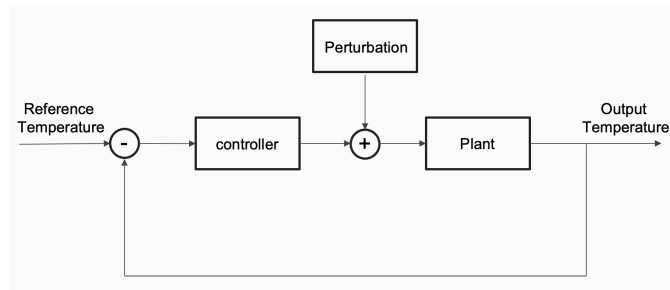 Perturbation
Reference
Temperature
-
controller
+
Plant
Output
Temperature